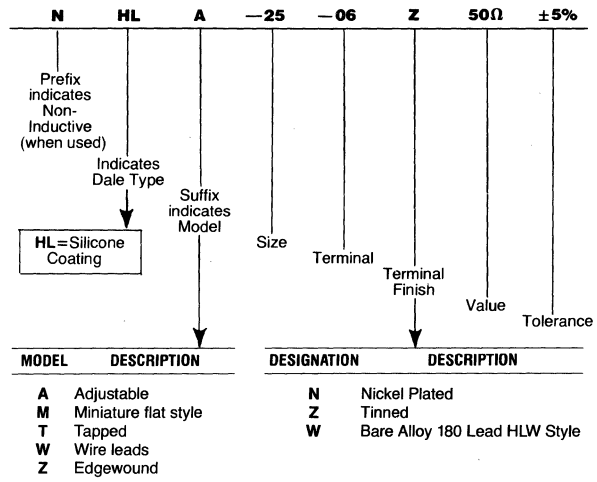 N HL A –25 –06 Z 50Ω ±5%
Prefix
indicates
Non-
Inductive
(when used)
Indicates
Dale Type
HL=Silicone
Coating
Suffix
indicates
Model
Size
Terminal
Terminal
Finish
Value
Tolerance
MODEL DESCRIPTION
A Adjustable
M Miniature flat style
T Tapped
W Wire leads
Z Edgewound
DESIGNATION DESCRIPTION
N Nickel Plated
Z Tinned
W Bare Alloy 180 Lead HLW Style